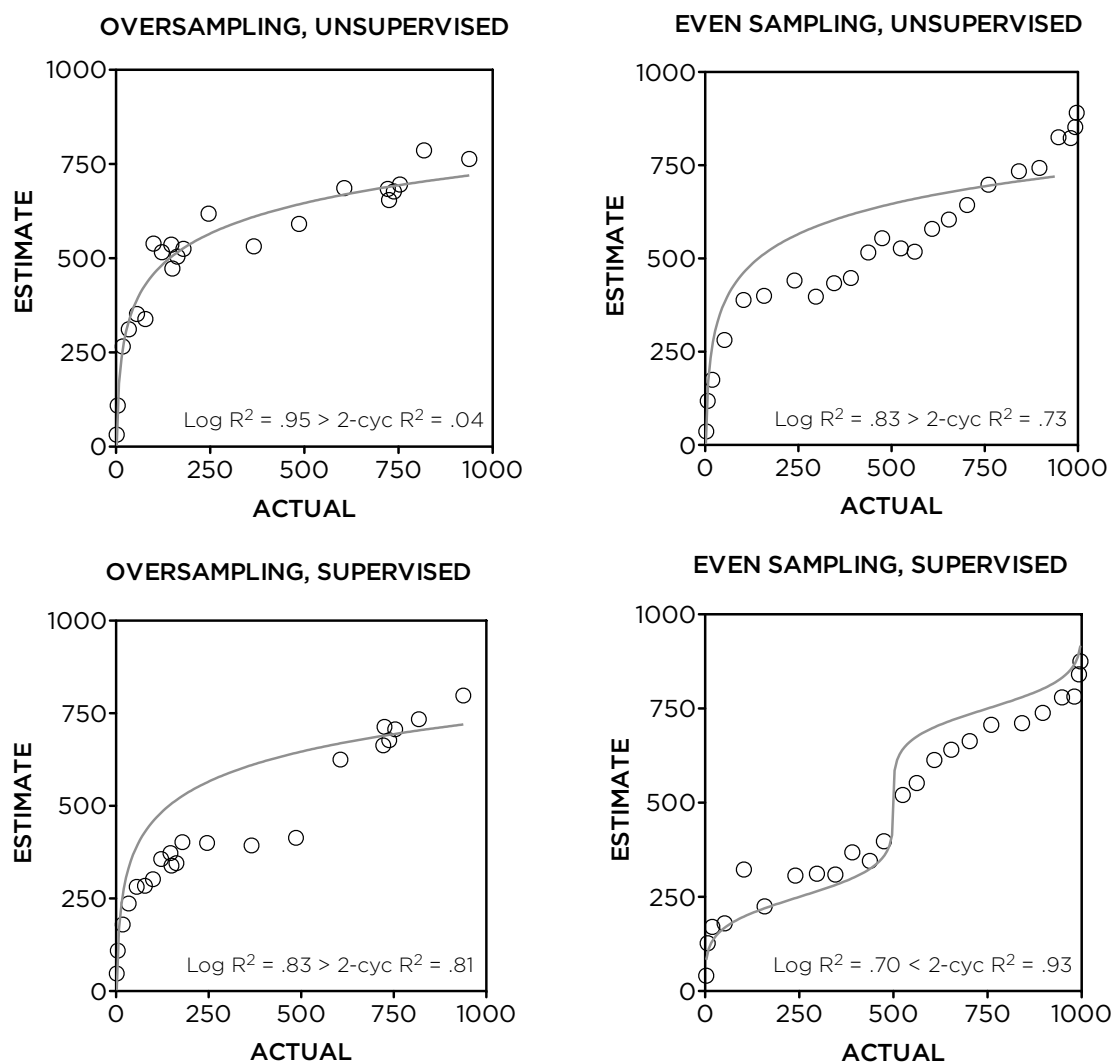 OVERSAMPLING, UNSUPERVISED
1000
750
500
250
0
ESTIMATE
Log R² = .95 > 2-cyc R² = .04
0 250 500 750 1000
ACTUAL
EVEN SAMPLING, UNSUPERVISED
1000
750
500
250
0
ESTIMATE
Log R² = .83 > 2-cyc R² = .73
0 250 500 750 1000
ACTUAL
OVERSAMPLING, SUPERVISED
1000
750
500
250
0
ESTIMATE
Log R² = .83 > 2-cyc R² = .81
0 250 500 750 1000
ACTUAL
EVEN SAMPLING, SUPERVISED
1000
750
500
250
0
ESTIMATE
Log R² = .70 < 2-cyc R² = .93
0 250 500 750 1000
ACTUAL